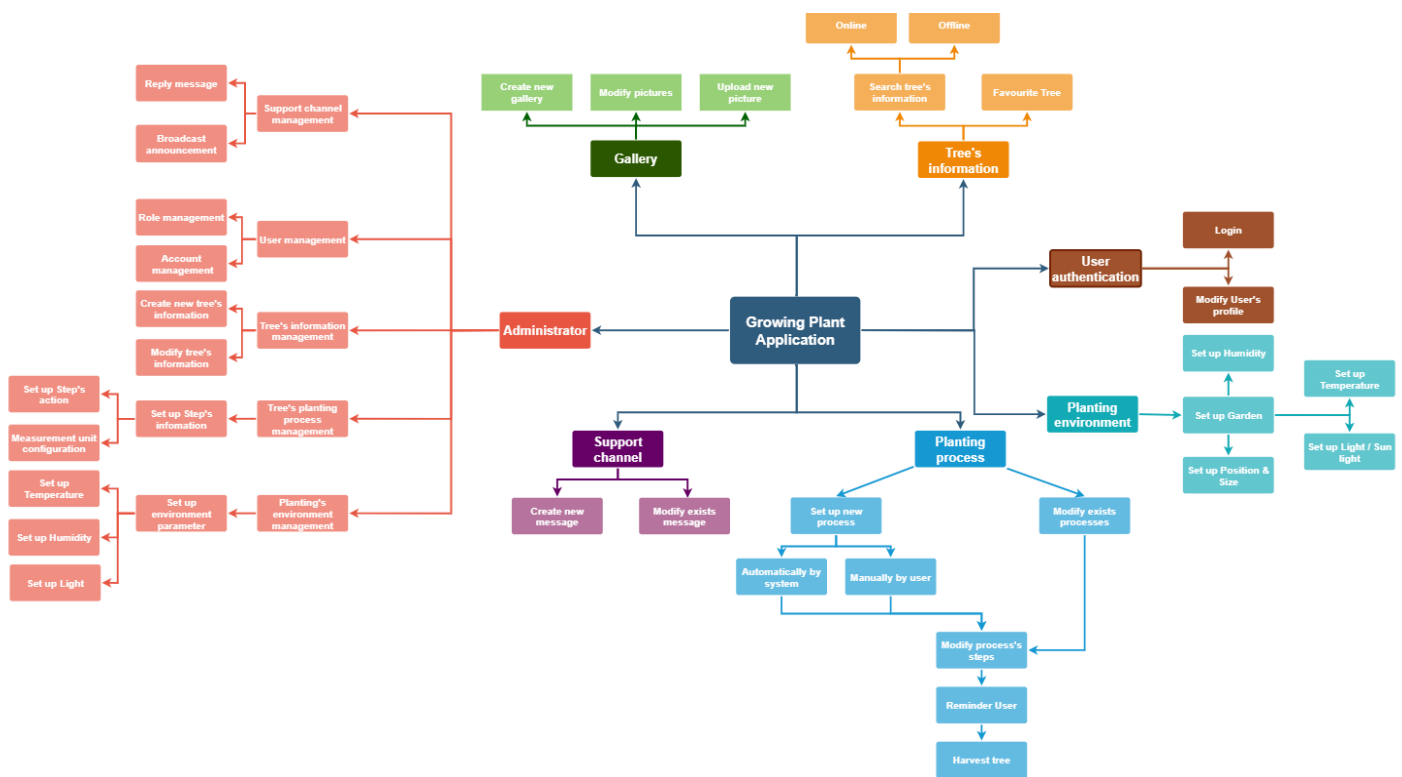 Online
Offline
Reply message
Create new
gallery
Modify pictures
Upload new
picture
Search tree's
information
Favourite Tree
Support channel
management
Broadcast
announcement
Gallery
Tree's
information
Role management
User management
Account
management
Login
User
authentication
Modify User's
profile
Create new tree's
information
Tree's information
management
Modify tree's
information
Administrator
Growing Plant
Application
Set up Humidity
Set up
Temperature
Set up Step's
action
Set up Step's
infomation
Tree's planting
process management
Measurement unit
configuration
Planting
environment
Set up Garden
Set up Light / Sun
light
Set up Position &
Size
Support
channel
Planting
process
Set up
Temperature
Set up
environment
parameter
Planting's
environment
management
Set up Humidity
Set up Light
Create new
message
Modify exists
message
Set up new
process
Modify exists
processes
Automatically by
system
Manually by user
Modify process's
steps
Reminder User
Harvest tree